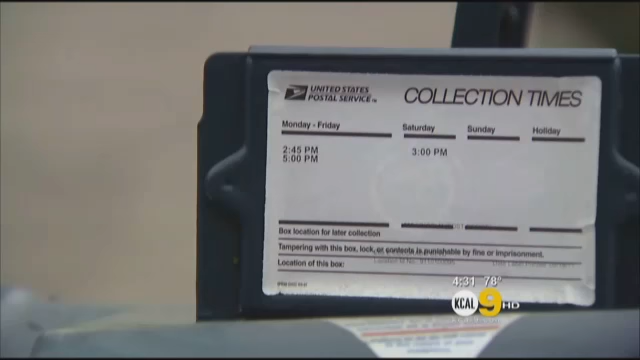 UNITED STATES
POSTAL SERVICE
COLLECTION TIMES
Monday - Friday
Saturday
Sunday
Holiday
2:45 PM
5:00 PM
3:00 PM
Box location for later collection
Tampering with this box, lock, or contents is punishable by fine or imprisonment.
Location of this box:
4:31 78°
KCAL 9 HD